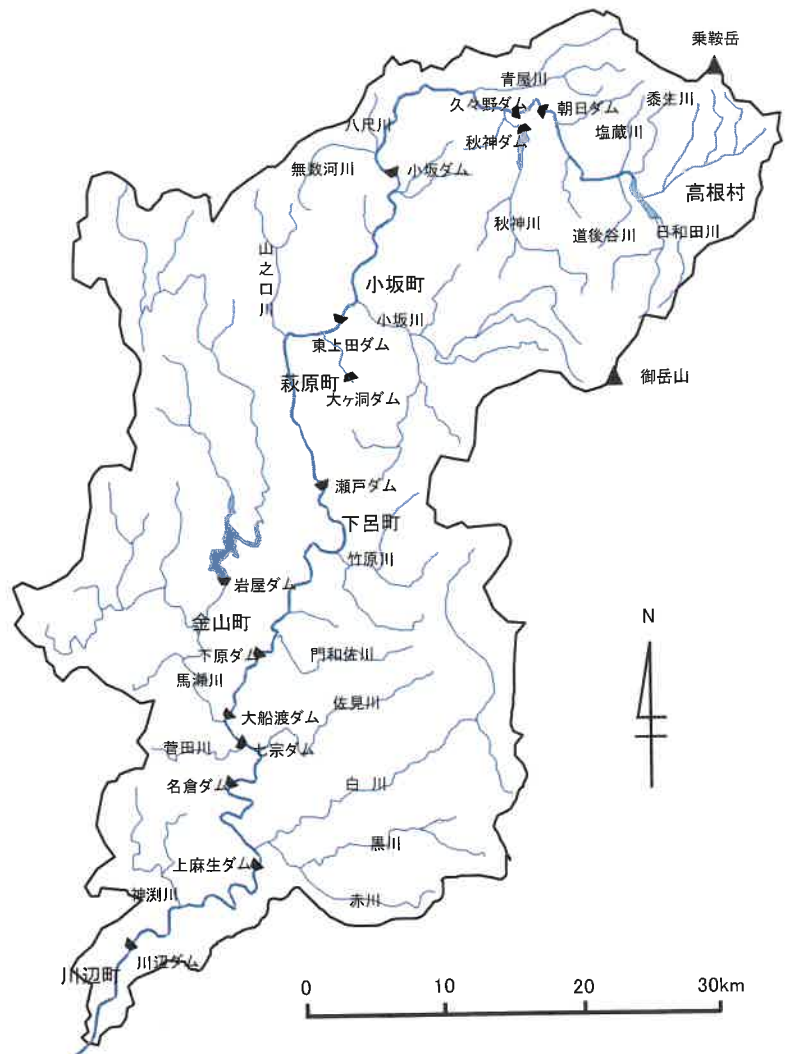 乗鞍岳
青屋川
久々野ダム
朝日ダム
黍生川
八尺川
秋神ダム
塩蔵川
無数河川
小坂ダム
高根村
秋神川
道後谷川
日和田川
山之口川
小坂町
小坂川
東上田ダム
萩原町
大ヶ洞ダム
御岳山
瀬戸ダム
下呂町
竹原川
岩屋ダム
金山町
N
下原ダム
門和佐川
馬瀬川
佐見川
大船渡ダム
菅田川
七宗ダム
名倉ダム
白川
黒川
上麻生ダム
神渕川
赤川
川辺町
川辺ダム
0 10 20 30km